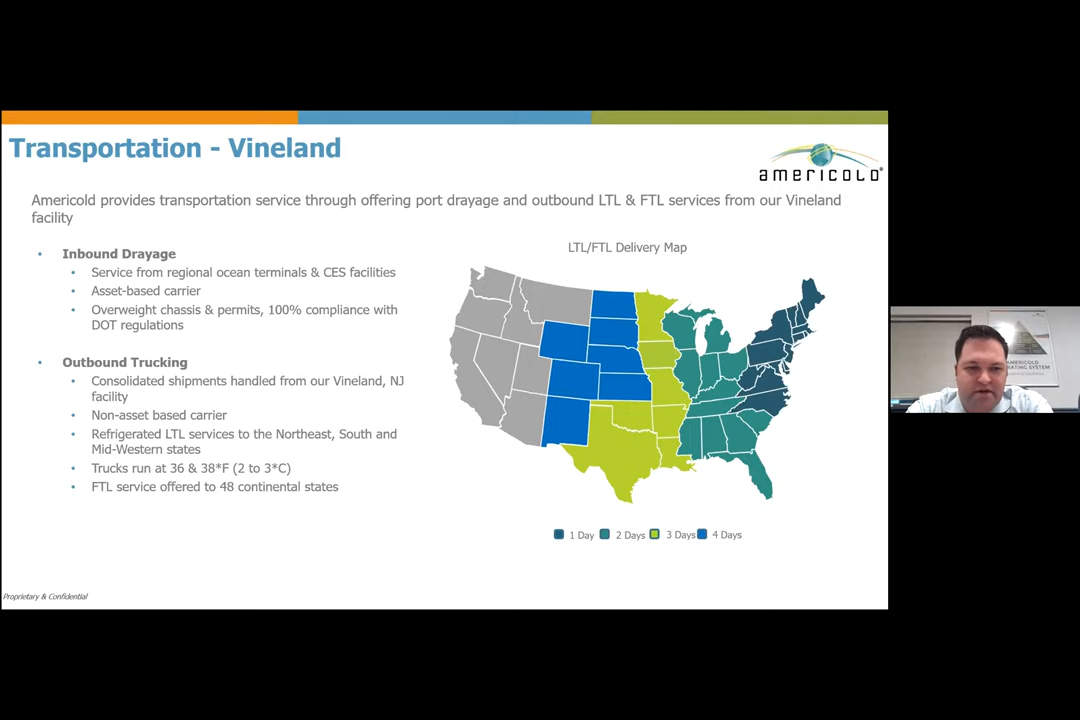 Transportation - Vineland
americold
Americold provides transportation service through offering port drayage and outbound LTL & FTL services from our Vineland
facility
• Inbound Drayage
• Service from regional ocean terminals & CES facilities
• Asset-based carrier
• Overweight chassis & permits, 100% compliance with
DOT regulations
• Outbound Trucking
• Consolidated shipments handled from our Vineland, NJ
facility
• Non-asset based carrier
• Refrigerated LTL services to the Northeast, South and
Mid-Western states
• Trucks run at 36 & 38*F (2 to 3*C)
• FTL service offered to 48 continental states
LTL/FTL Delivery Map
1 Day 2 Days 3 Days 4 Days
Proprietary & Confidential
AMERICOLD
RATING SYSTEM